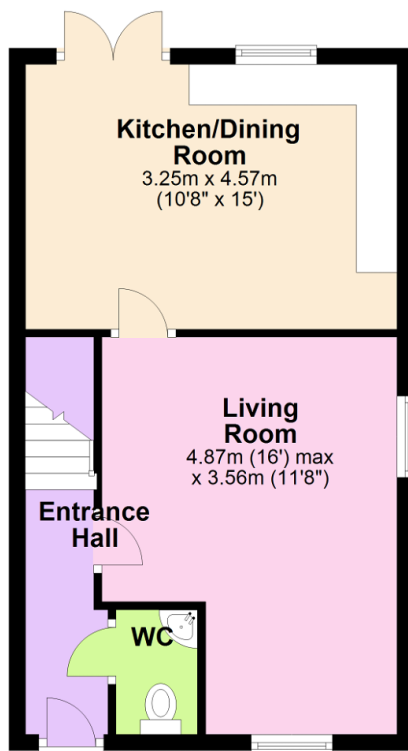 Kitchen/Dining
Room
3.25m x 4.57m
(10'8" x 15')
Living
Room
4.87m (16') max
x 3.56m (11'8")
Entrance
Hall
WC